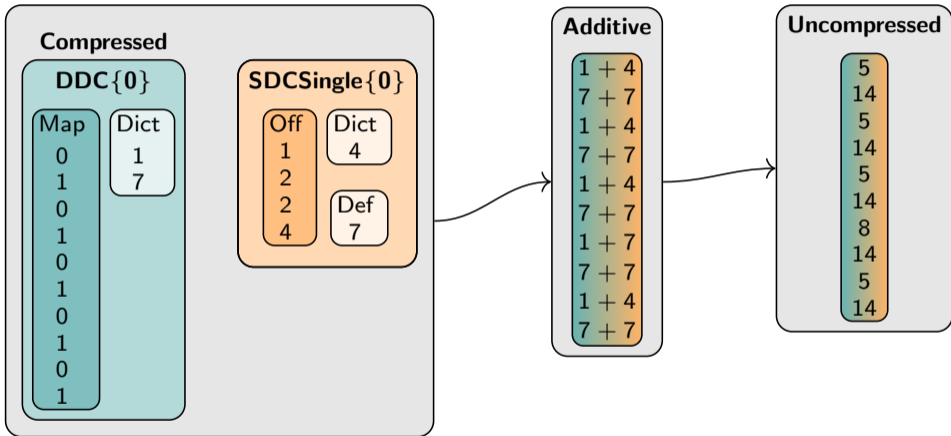 Compressed
DDC{0}
Map
0
1
0
1
0
1
0
1
0
1
Dict
1
7
SDCSingle{0}
Off
1
2
2
4
Dict
4
Def
7
Additive
1 + 4
7 + 7
1 + 4
7 + 7
1 + 4
7 + 7
1 + 7
7 + 7
1 + 4
7 + 7
Uncompressed
5
14
5
14
5
14
8
14
5
14